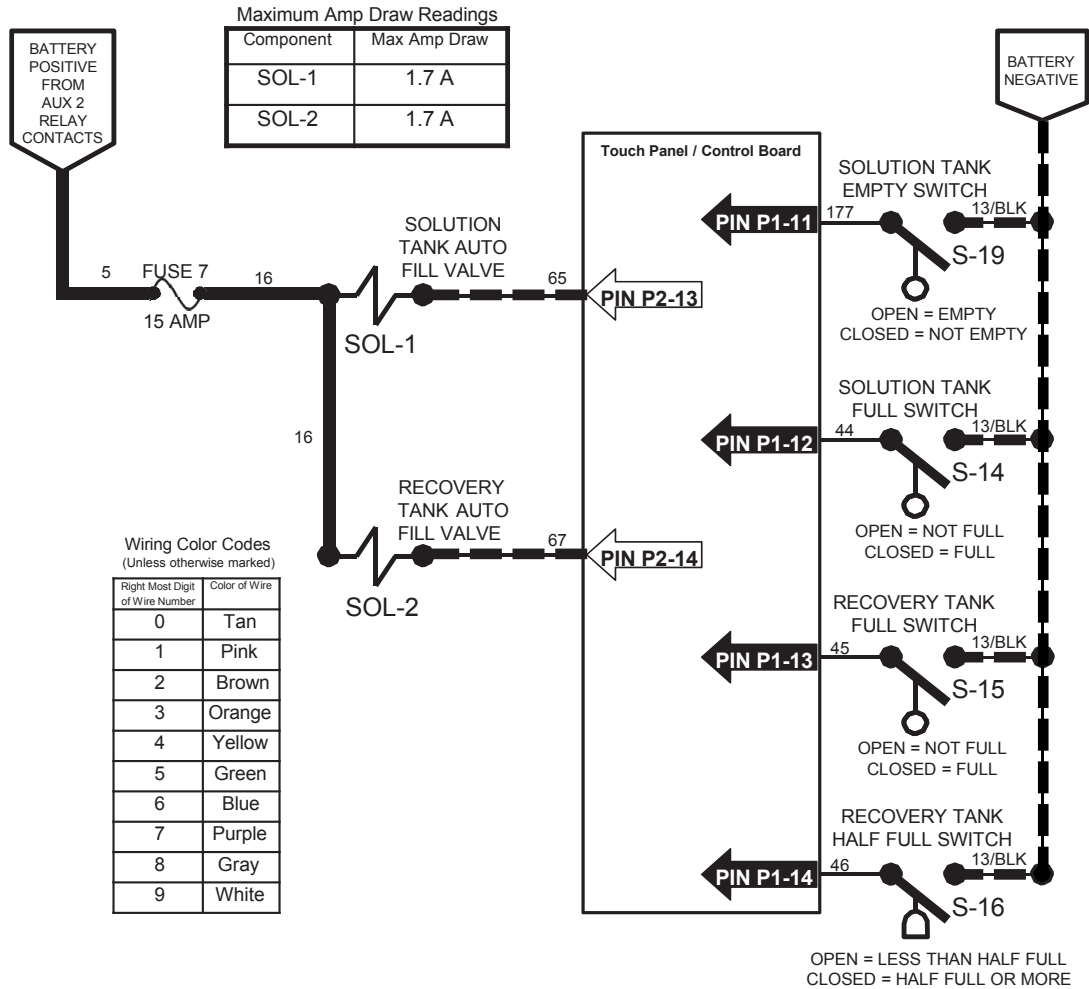 Maximum Amp Draw Readings
Component Max Amp Draw
SOL-1 1.7 A
SOL-2 1.7 A
BATTERY
POSITIVE
FROM
AUX 2
RELAY
CONTACTS
BATTERY
NEGATIVE
5
FUSE 7
15 AMP
16
16
SOLUTION
TANK AUTO
FILL VALVE
SOL-1
65
RECOVERY
TANK AUTO
FILL VALVE
SOL-2
67
Touch Panel / Control Board
PIN P2-13
PIN P2-14
PIN P1-11
PIN P1-12
PIN P1-13
PIN P1-14
SOLUTION TANK
EMPTY SWITCH
177
13/BLK
S-19
OPEN = EMPTY
CLOSED = NOT EMPTY
SOLUTION TANK
FULL SWITCH
44
13/BLK
S-14
OPEN = NOT FULL
CLOSED = FULL
RECOVERY TANK
FULL SWITCH
45
13/BLK
S-15
OPEN = NOT FULL
CLOSED = FULL
RECOVERY TANK
HALF FULL SWITCH
46
13/BLK
S-16
OPEN = LESS THAN HALF FULL
CLOSED = HALF FULL OR MORE
Wiring Color Codes
(Unless otherwise marked)
Right Most Digit
of Wire Number
Color of Wire
0 Tan
1 Pink
2 Brown
3 Orange
4 Yellow
5 Green
6 Blue
7 Purple
8 Gray
9 White